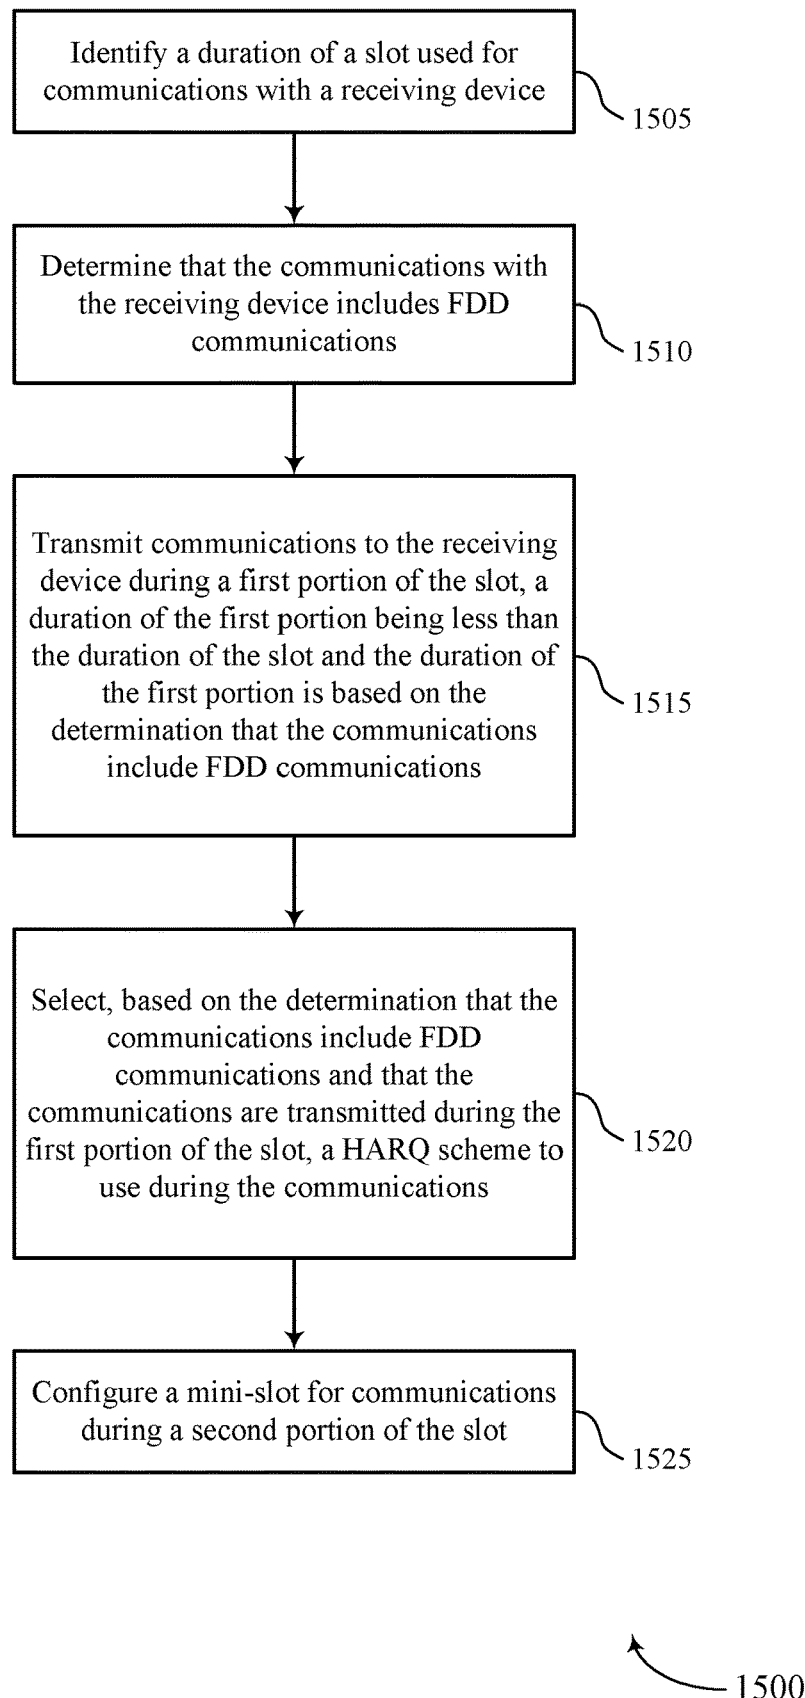 Identify a duration of a slot used for
communications with a receiving device
1505
Determine that the communications with
the receiving device includes FDD
communications
1510
Transmit communications to the receiving
device during a first portion of the slot, a
duration of the first portion being less than
the duration of the slot and the duration of
the first portion is based on the
determination that the communications
include FDD communications
1515
Select, based on the determination that the
communications include FDD
communications and that the
communications are transmitted during the
first portion of the slot, a HARQ scheme to
use during the communications
1520
Configure a mini-slot for communications
during a second portion of the slot
1525
1500